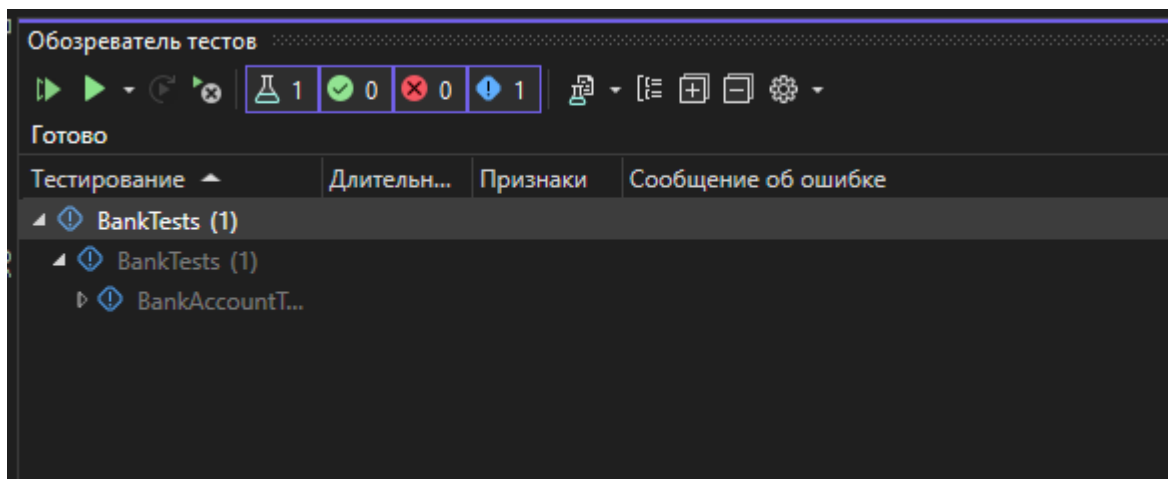 Обозреватель тестов
1 0 0 1
Готово
Тестирование Длительн... Признаки Сообщение об ошибке
BankTests (1)
BankTests (1)
BankAccountT...